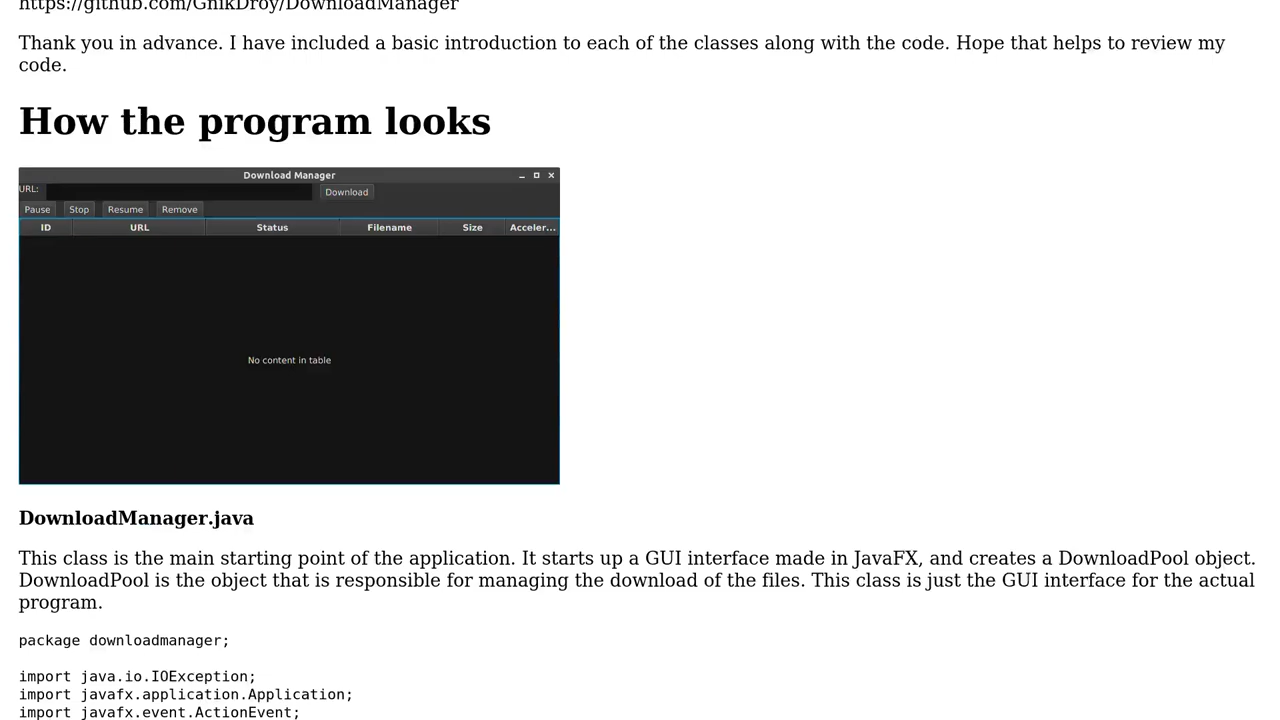 https://github.com/GnikDroy/DownloadManager
Thank you in advance. I have included a basic introduction to each of the classes along with the code. Hope that helps to review my
code.
How the program looks
Download Manager
URL: Download
Pause Stop Resume Remove
ID URL Status Filename Size Acceler...
No content in table
DownloadManager.java
This class is the main starting point of the application. It starts up a GUI interface made in JavaFX, and creates a DownloadPool object.
DownloadPool is the object that is responsible for managing the download of the files. This class is just the GUI interface for the actual
program.
package downloadmanager;
import java.io.IOException;
import javafx.application.Application;
import javafx.event.ActionEvent;